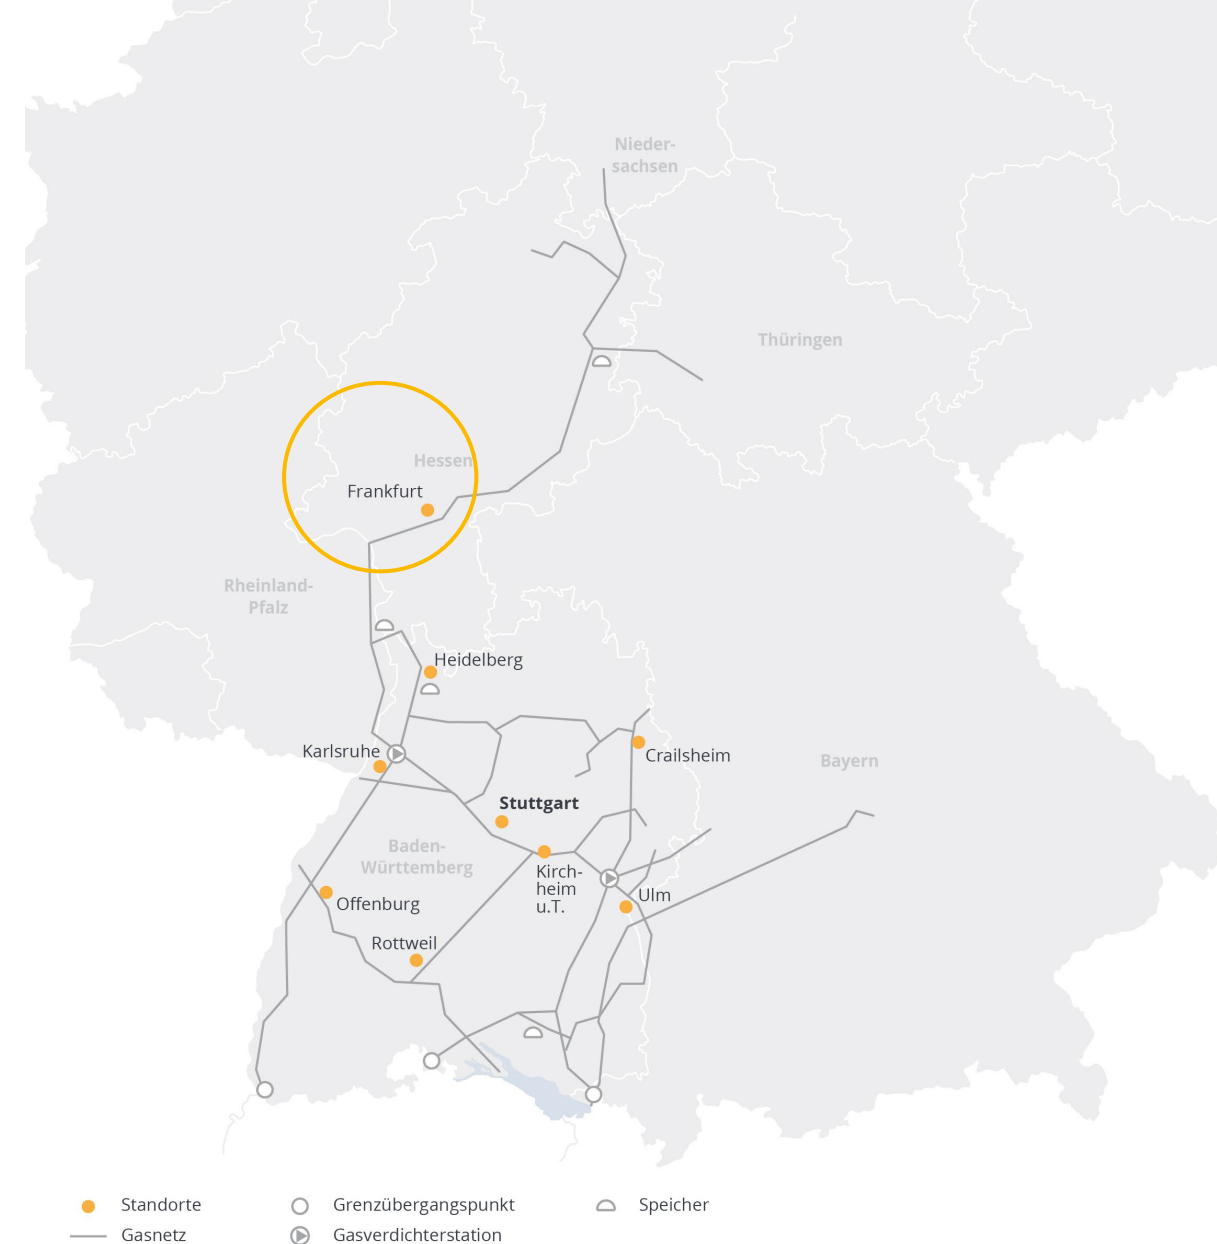 Nieder-
sachsen
Thüringen
Hessen
Frankfurt
Rheinland-
Pfalz
Heidelberg
Karlsruhe
Crailsheim
Bayern
Stuttgart
Baden-
Württemberg
Kirch-
heim
u.T.
Ulm
Offenburg
Rottweil
Standorte
Grenzübergangspunkt
Speicher
Gasnetz
Gasverdichterstation